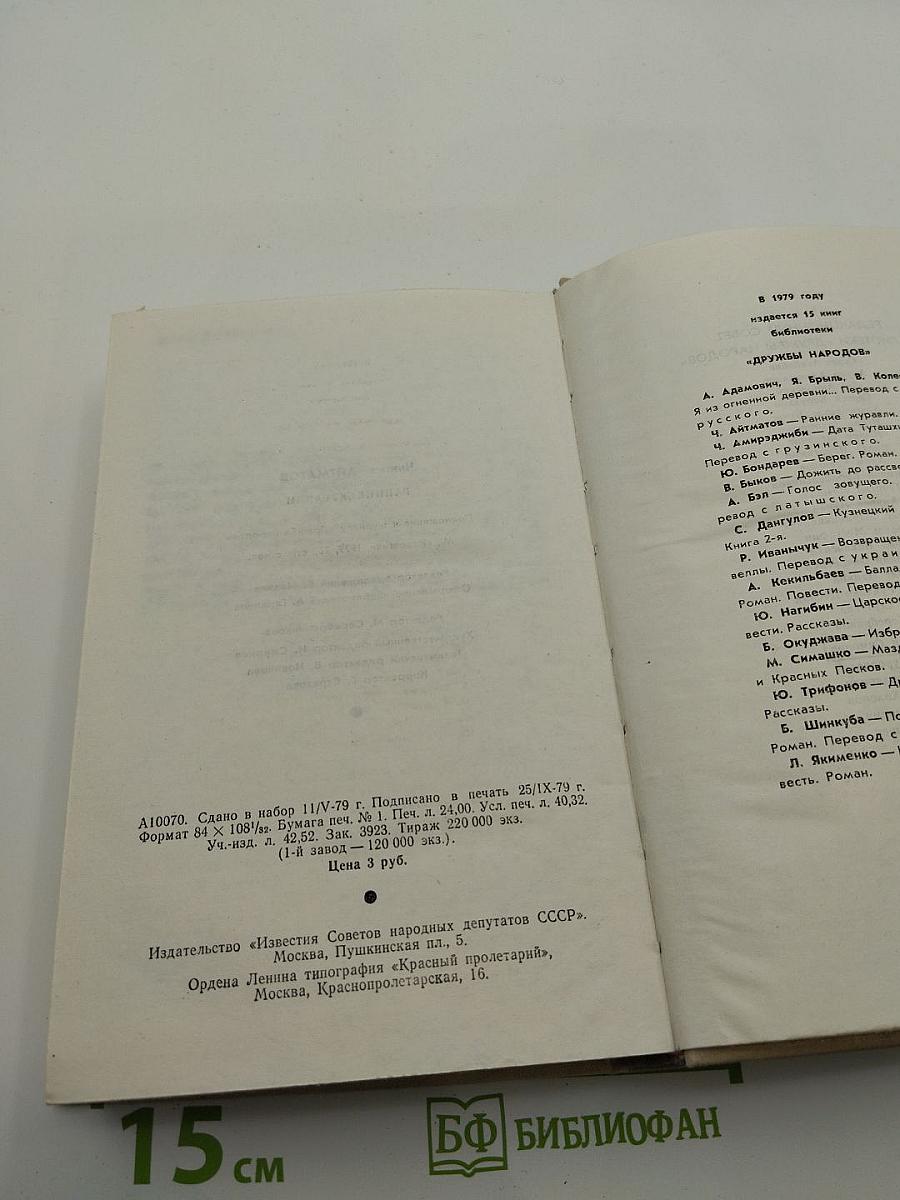 А10070. Сдано в набор 11/V-79 г. Подписано в печать 25/IX-79 г.
Формат 84 × 108¹/₃₂. Бумага печ. № 1. Печ. л. 24,00. Усл. печ. л. 40,32.
Уч.-изд. л. 42,52. Зак. 3923. Тираж 220 000 экз.
(1-й завод — 120 000 экз.).
Цена 3 руб.
Издательство «Известия Советов народных депутатов СССР».
Москва, Пушкинская пл., 5.
Ордена Ленина типография «Красный пролетарий»,
Москва, Краснопролетарская, 16.
В 1979 году
издается 15 книг
библиотеки
«ДРУЖБЫ НАРОДОВ»
А. Адамович, Я. Брыль, В. Коле
Я из огненной деревни... Перевод с
русского.
Ч. Айтматов — Ранние журавли.
Ч. Амирэджиби — Дата Туташх
Перевод с грузинского.
Ю. Бондарев — Берег. Роман.
В. Быков — Дожить до рассве
А. Бэл — Голос зовущего.
ревод с латышского.
С. Дангулов — Кузнецкий
Книга 2-я.
Р. Иванычук — Возвращен
веллы. Перевод с украи
А. Кекильбаев — Балла
Роман. Повести. Перевод
Ю. Нагибин — Царско
вести. Рассказы.
Б. Окуджава — Избр
М. Симашко — Мазд
и Красных Песков.
Ю. Трифонов — Д
Рассказы.
Б. Шинкуба — По
Роман. Перевод с
Л. Якименко —
весть. Роман.
15 см
БФ БИБЛИОФАН